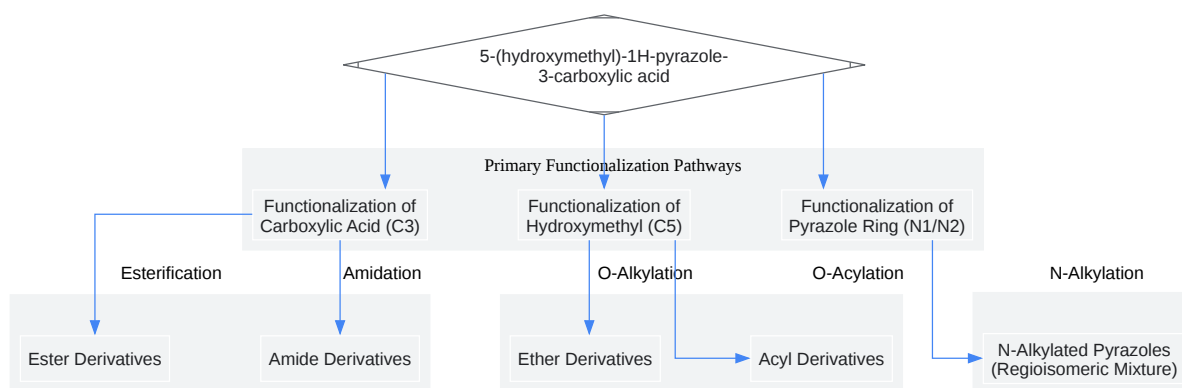 5-(hydroxymethyl)-1H-pyrazole-
3-carboxylic acid
Primary Functionalization Pathways
Functionalization of
Carboxylic Acid (C3)
Functionalization of
Hydroxymethyl (C5)
Functionalization of
Pyrazole Ring (N1/N2)
Esterification
Amidation
O-Alkylation
O-Acylation
N-Alkylation
Ester Derivatives
Amide Derivatives
Ether Derivatives
Acyl Derivatives
N-Alkylated Pyrazoles
(Regioisomeric Mixture)